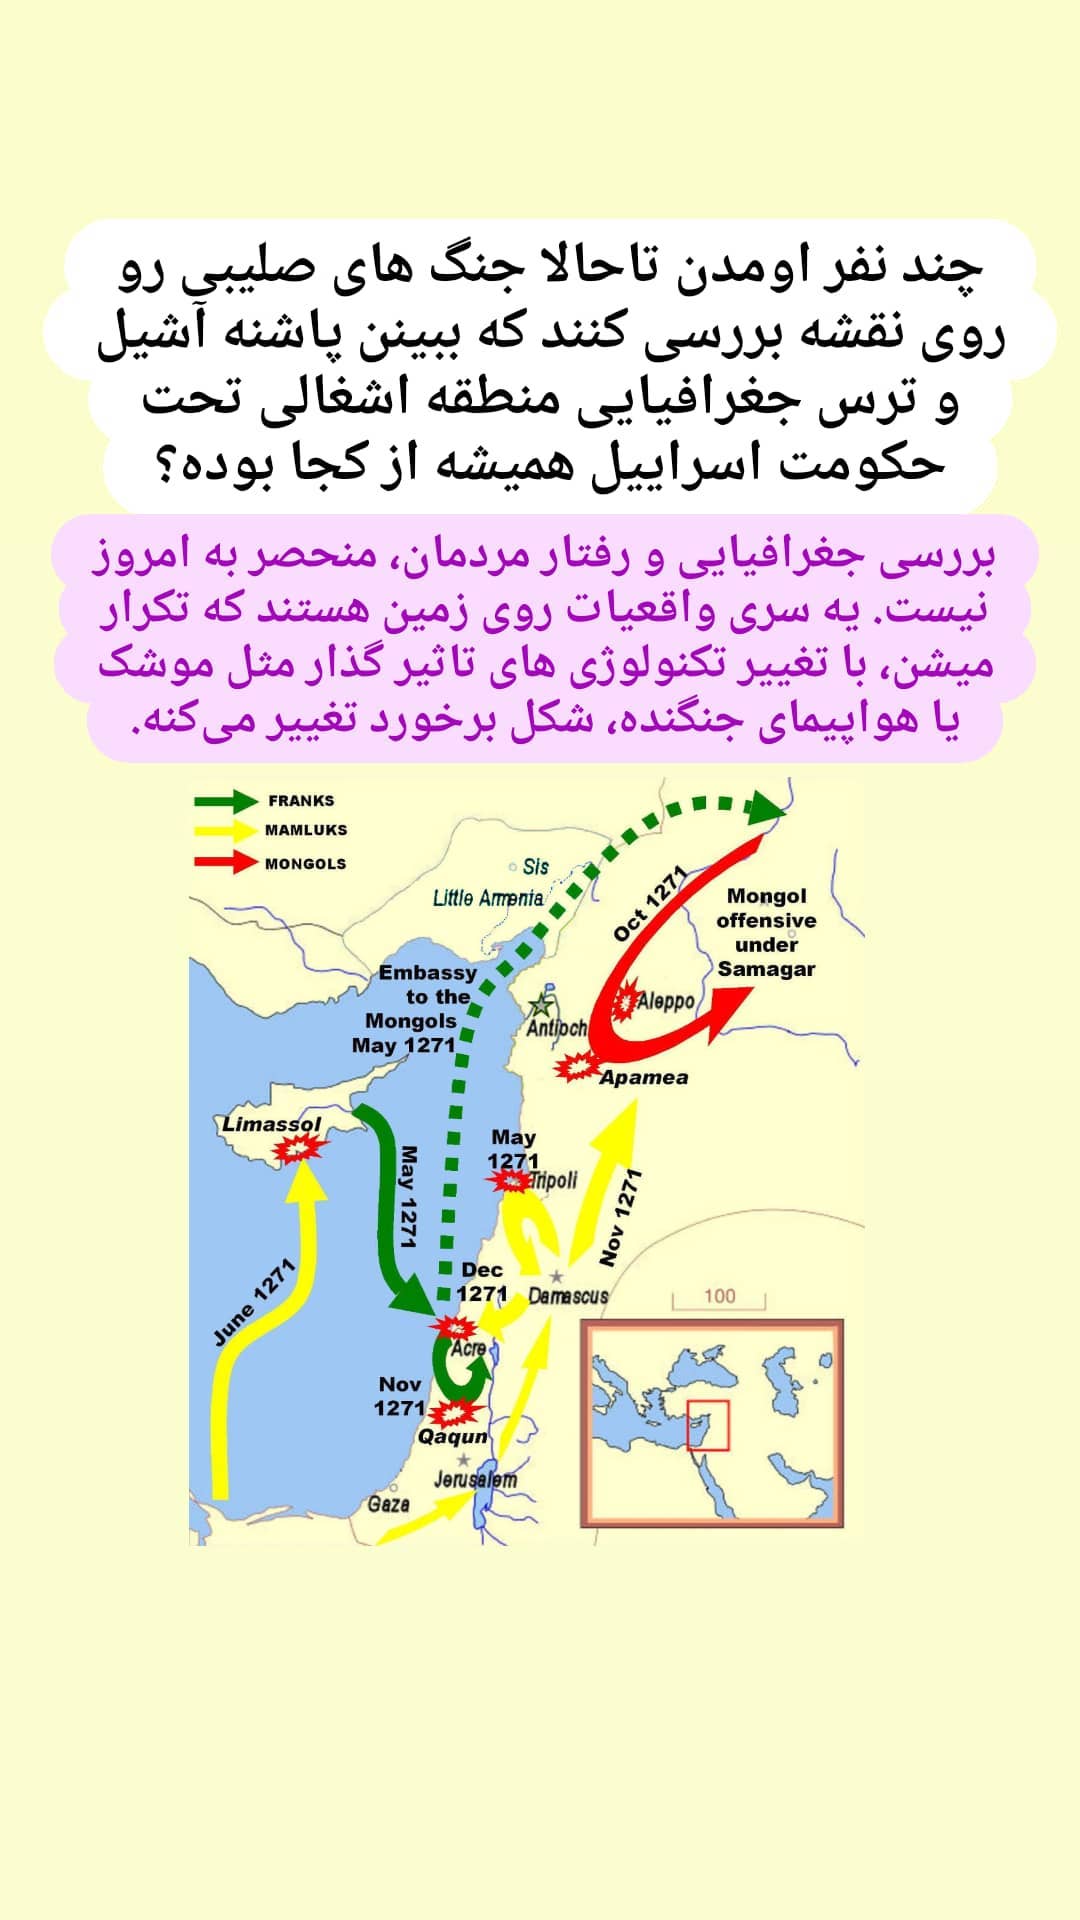 چند نفر اومدن تاحالا جنگ های صلیبی رو
روی نقشه بررسی کنند که ببینن پاشنه آشیل
و ترس جغرافیایی منطقه اشغالی تحت
حکومت اسراییل همیشه از کجا بوده؟
بررسی جغرافیایی و رفتار مردمان، منحصر به امروز
نیست. یه سری واقعیات روی زمین هستند که تکرار
میشن، با تغییر تکنولوژی های تاثیر گذار مثل موشک
یا هواپیمای جنگنده، شکل برخورد تغییر می‌کنه.
FRANKS
MAMLUKS
MONGOLS
Sis
Little Armenia
Oct 1271
Mongol
offensive
under
Samagar
Embassy
to the
Mongols
May 1271
Aleppo
Antioch
Apamea
Limassol
May 1271
May
1271
Tripoli
Nov 1271
June 1271
Dec
1271
Damascus
100
Acre
Nov
1271
Qaqun
Jerusalem
Gaza